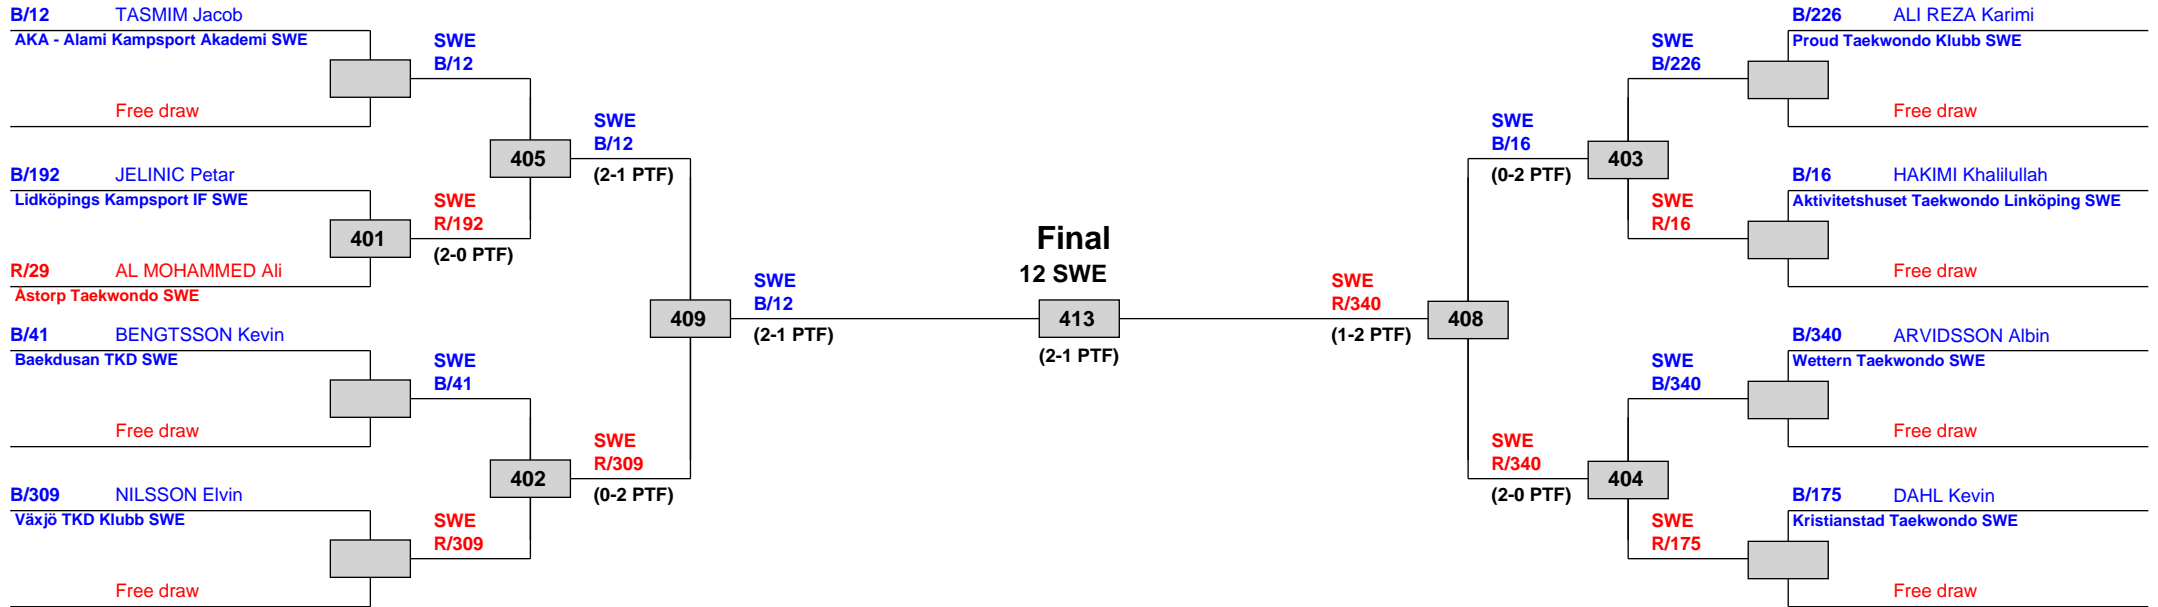 B/12 TASMIM Jacob
AKA - Alami Kampsport Akademi SWE
Free draw
SWE
B/12
B/192 JELINIC Petar
Lidköpings Kampsport IF SWE
401
R/29 AL MOHAMMED Ali
Åstorp Taekwondo SWE
SWE
R/192
(2-0 PTF)
405
SWE
B/12
(2-1 PTF)
B/41 BENGTSSON Kevin
Baekdusan TKD SWE
Free draw
SWE
B/41
B/309 NILSSON Elvin
Växjö TKD Klubb SWE
Free draw
SWE
R/309
402
SWE
R/309
(0-2 PTF)
409
SWE
B/12
(2-1 PTF)
Final
12 SWE
413
(2-1 PTF)
SWE
R/340
(1-2 PTF)
408
SWE
B/16
(0-2 PTF)
403
SWE
B/226
B/226 ALI REZA Karimi
Proud Taekwondo Klubb SWE
Free draw
SWE
R/16
B/16 HAKIMI Khalilullah
Aktivitetshuset Taekwondo Linköping SWE
Free draw
SWE
R/340
(2-0 PTF)
404
SWE
B/340
B/340 ARVIDSSON Albin
Wettern Taekwondo SWE
Free draw
SWE
R/175
B/175 DAHL Kevin
Kristianstad Taekwondo SWE
Free draw